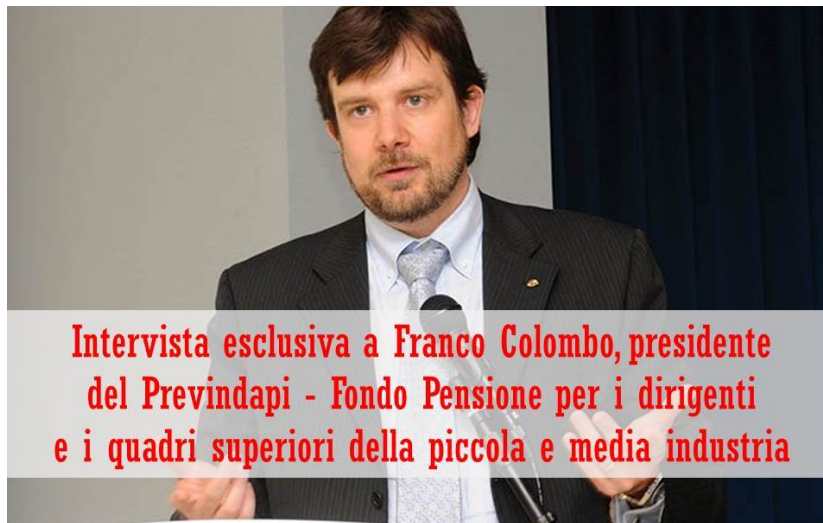 Intervista esclusiva a Franco Colombo, presidente
del Previndapi - Fondo Pensione per i dirigenti
e i quadri superiori della piccola e media industria